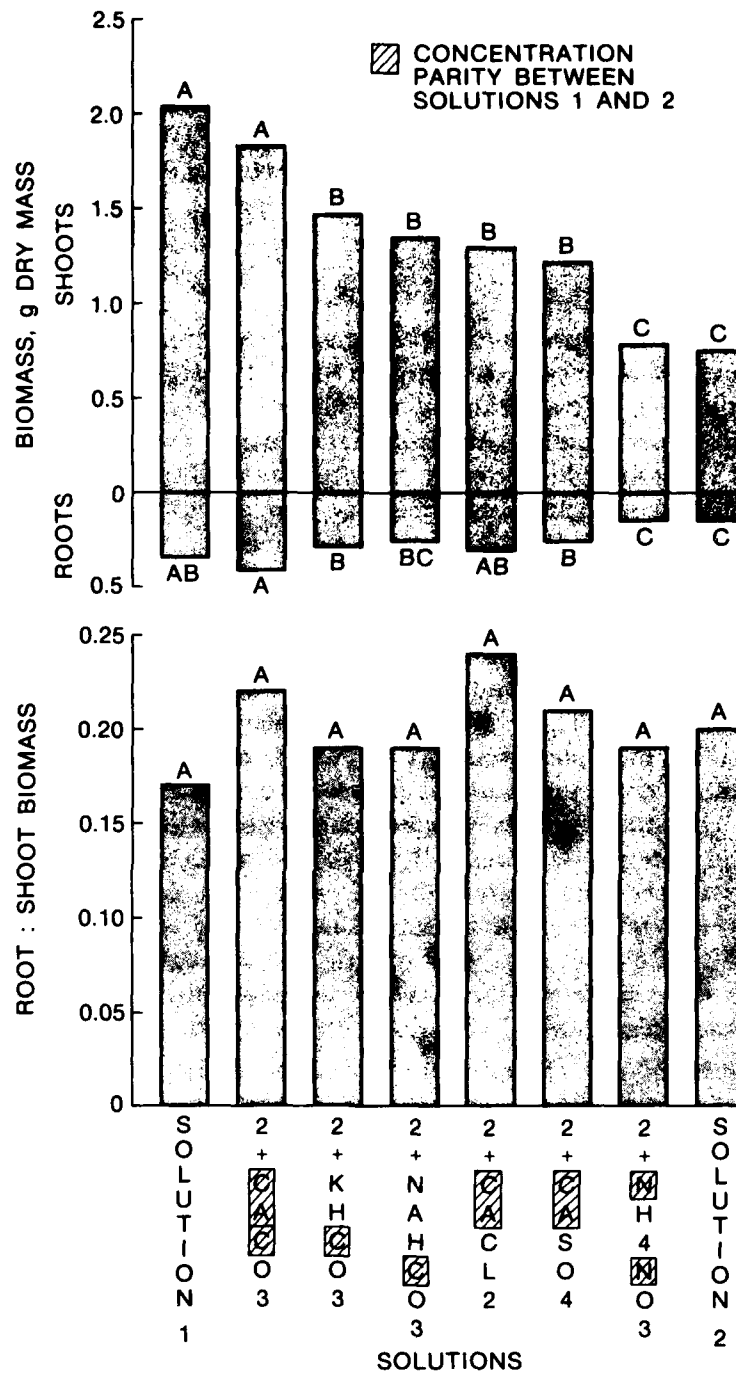 CONCENTRATION
PARITY BETWEEN
SOLUTIONS 1 AND 2
BIOMASS, g DRY MASS
SHOOTS
ROOTS
2.5
2.0
1.5
1.0
0.5
0
0.5
A
A
B
B
B
B
C
C
AB
A
B
BC
AB
B
C
C
ROOT : SHOOT BIOMASS
0.25
0.20
0.15
0.10
0.05
0
A
A
A
A
A
A
A
A
SOLUTION 1
2+CACO3
2+KHCO3
2+NAHCO3
2+CACL2
2+CASO4
2+NH4NO3
SOLUTION 2
SOLUTIONS